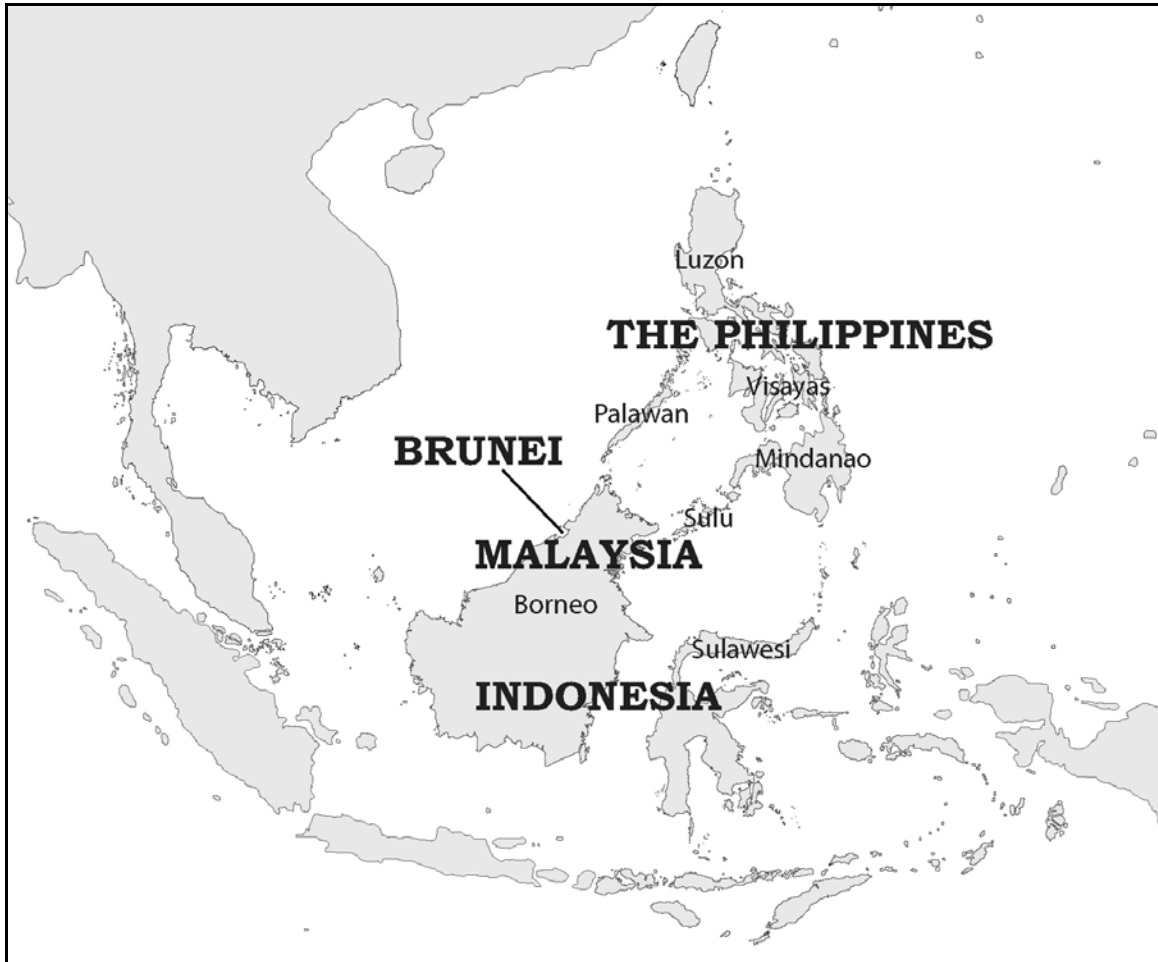 Luzon
THE PHILIPPINES
Visayas
Palawan
BRUNEI
Mindanao
Sulu
MALAYSIA
Borneo
Sulawesi
INDONESIA